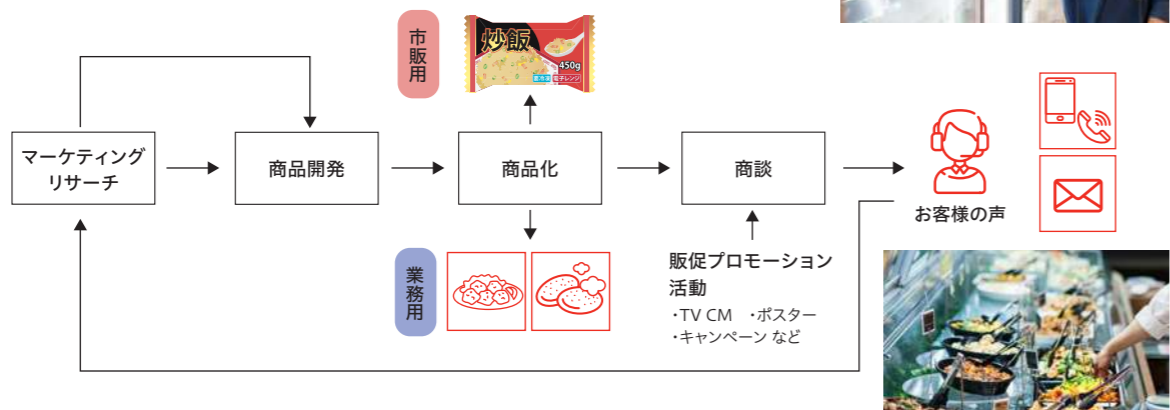 市販用
炒飯
450g
電子レンジ
マーケティング
リサーチ
商品開発
商品化
商談
お客様の声
業務用
販促プロモーション
活動
・TV CM ・ポスター
・キャンペーン など